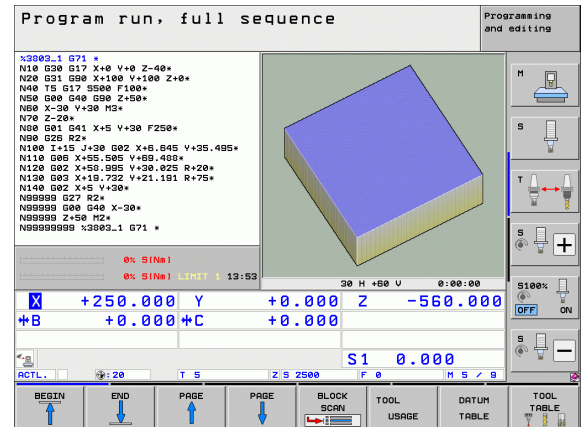 Program run, full sequence
Programming and editing
%3803_1 G71 *
N10 G30 G17 X+0 Y+0 Z-40*
N20 G31 G90 X+100 Y+100 Z+0*
N40 T5 G17 S500 F100*
N50 G00 G40 G90 Z+50*
N60 X-30 Y+30 M3*
N70 Z-20*
N80 G01 G41 X+5 Y+30 F250*
N90 G26 R2*
N100 I+15 J+30 G02 X+6.645 Y+35.495*
N110 G06 X+55.505 Y+69.488*
N120 G02 X+58.995 Y+30.025 R+20*
N130 G03 X+19.732 Y+21.191 R+75*
N140 G02 X+5 Y+30*
N99999 G27 R2*
N99999 G00 G40 X-30*
N99999 Z+50 M2*
N99999999 %3803_1 G71 *
0% S[Nm]
0% S[Nm] LIMIT 1 13:53
30 H +60 V 0:00:00
X +250.000 Y +0.000 Z -560.000
B +0.000 C +0.000
S1 0.000
ACTL. :20 T 5 Z S 2500 F 0 M 5 / 9
M
S
T
S
+
S100%
OFF ON
S
-
BEGIN
END
PAGE
PAGE
BLOCK SCAN
TOOL USAGE
DATUM TABLE
TOOL TABLE